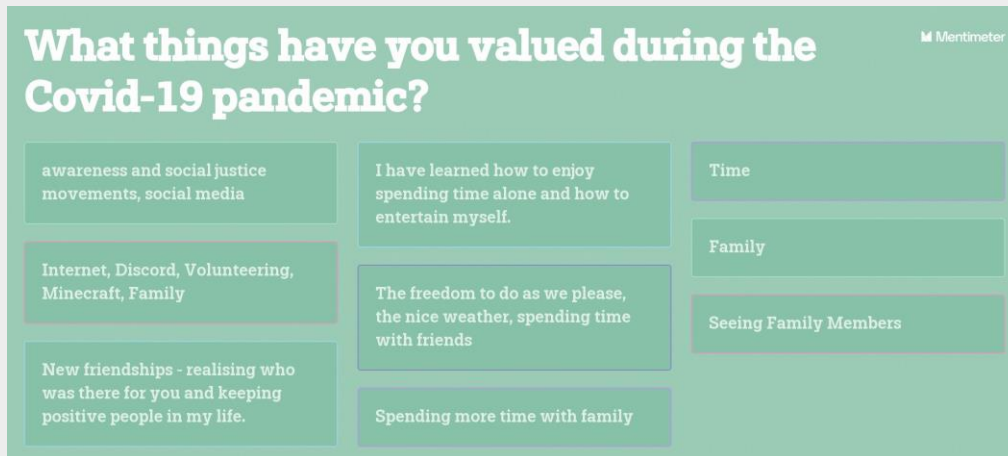 What things have you valued during the
Covid-19 pandemic?
Mentimeter
awareness and social justice
movements, social media
Internet, Discord, Volunteering,
Minecraft, Family
New friendships - realising who
was there for you and keeping
positive people in my life.
I have learned how to enjoy
spending time alone and how to
entertain myself.
The freedom to do as we please,
the nice weather, spending time
with friends
Spending more time with family
Time
Family
Seeing Family Members